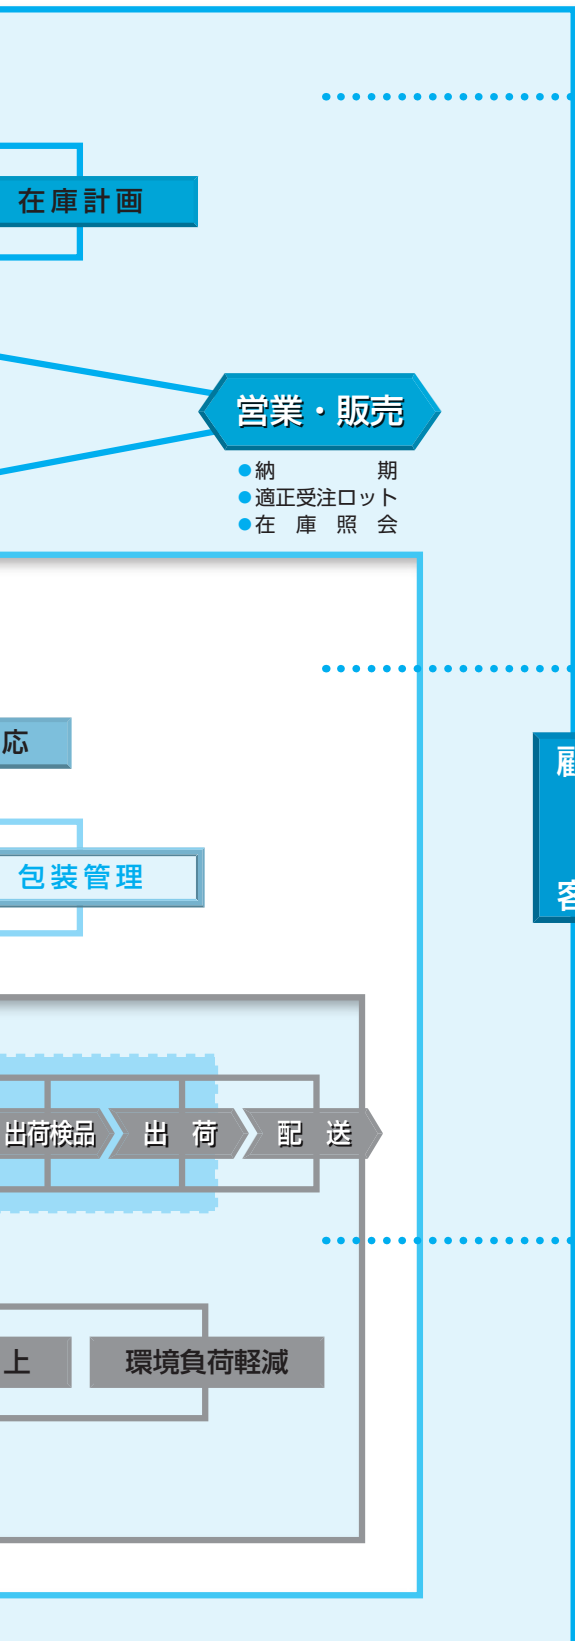 在庫計画
営業・販売
●納　　　　　期
●適正受注ロット
●在　庫　照　会
応
顧
客
包装管理
出荷検品
出　荷
配　送
上
環境負荷軽減